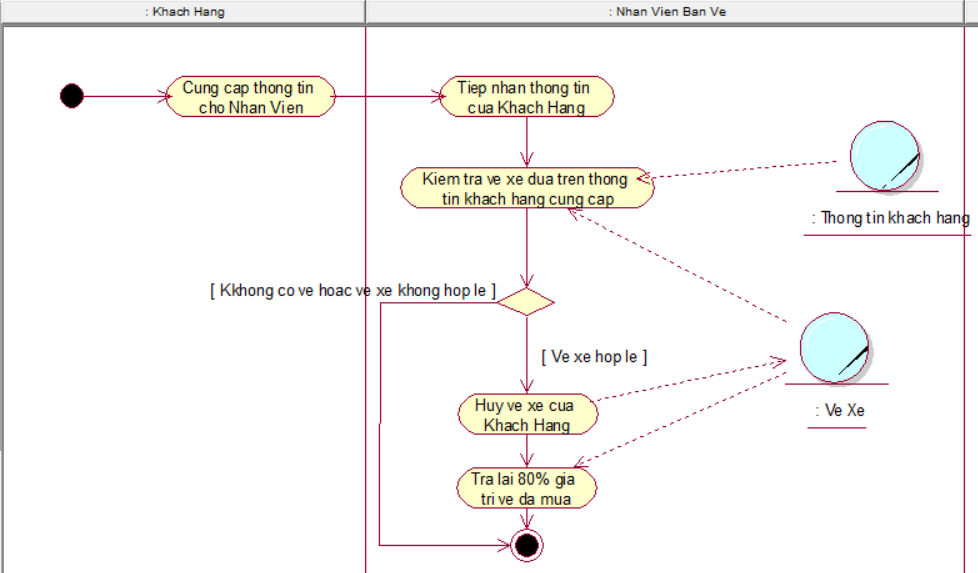 : Khach Hang
: Nhan Vien Ban Ve
Cung cap thong tin
cho Nhan Vien
Tiep nhan thong tin
cua Khach Hang
Kiem tra ve xe dua tren thong
tin khach hang cung cap
: Thong tin khach hang
[ Kkhong co ve hoac ve xe khong hop le ]
[ Ve xe hop le ]
: Ve Xe
Huy ve xe cua
Khach Hang
Tra lai 80% gia
tri ve da mua